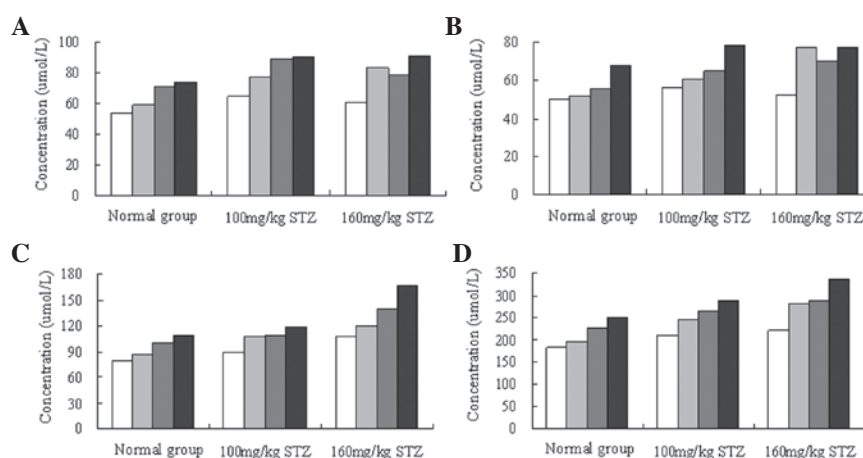 A
Concentration (umol/L)
100
80
60
40
20
0
Normal group 100mg/kg STZ 160mg/kg STZ
B
Concentration (umol/L)
80
60
40
20
0
Normal group 100mg/kg STZ 160mg/kg STZ
C
Concentration (umol/L)
180
150
120
90
60
30
0
Normal group 100mg/kg STZ 160mg/kg STZ
D
Concentration (umol/L)
350
300
250
200
150
100
50
0
Normal group 100mg/kg STZ 160mg/kg STZ